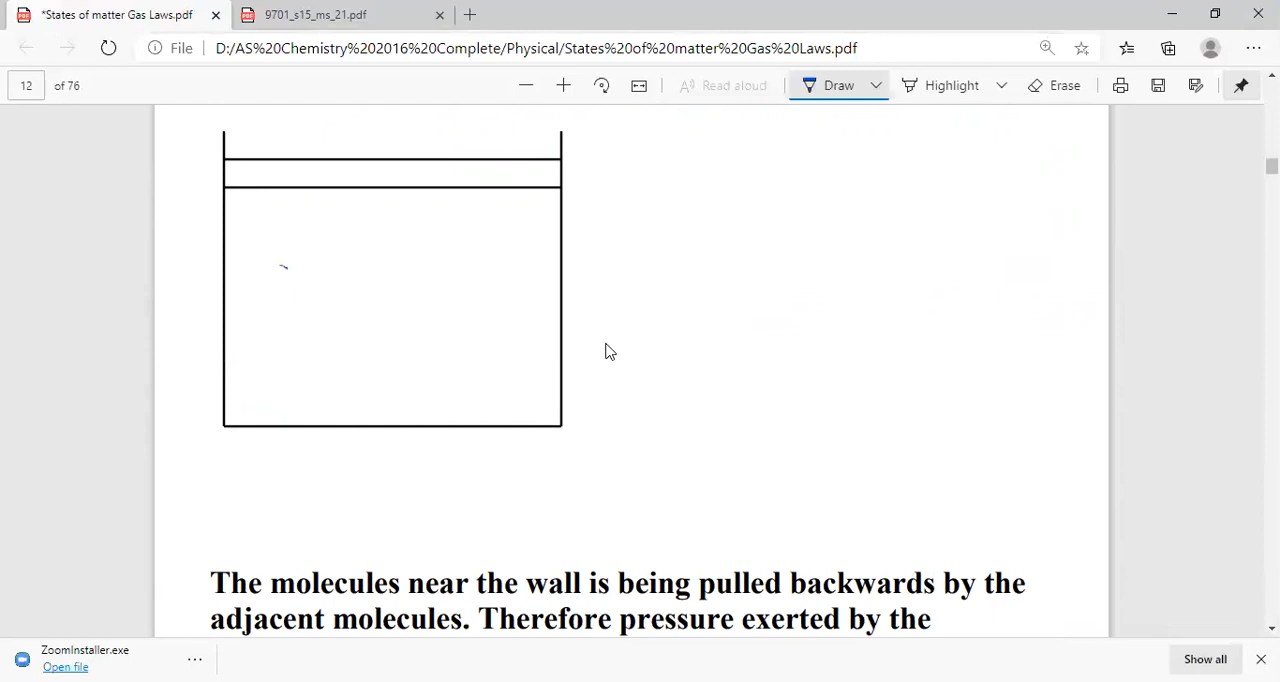 *States of matter Gas Laws.pdf
9701_s15_ms_21.pdf
File
D:/AS%20Chemistry%202016%20Complete/Physical/States%20of%20matter%20Gas%20Laws.pdf
12 of 76
Read aloud
Draw
Highlight
Erase
The molecules near the wall is being pulled backwards by the
adjacent molecules. Therefore pressure exerted by the
ZoomInstaller.exe
Open file
Show all